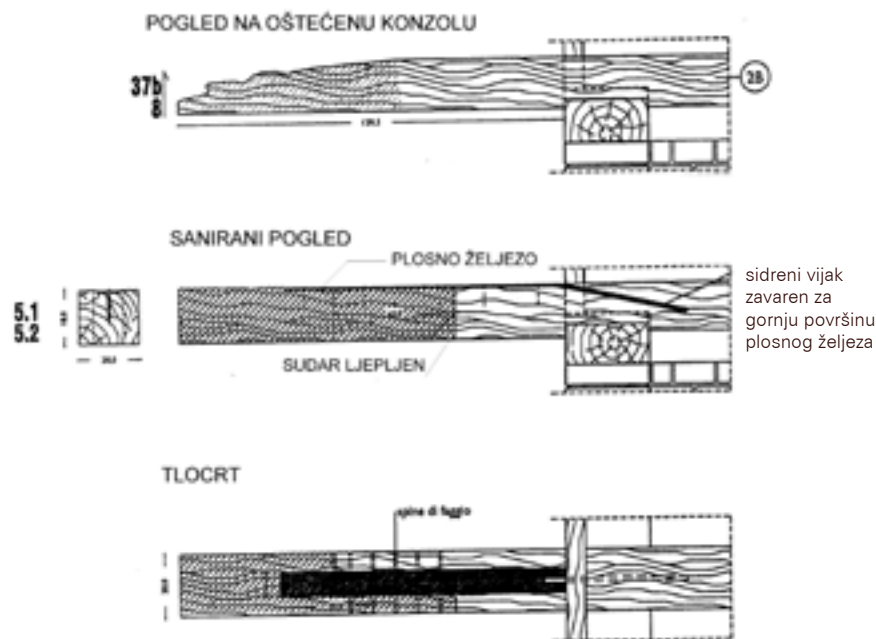 POGLED NA OŠTEĆENU KONZOLU
37b
8
2B
SANIRANI POGLED
PLOSNO ŽELJEZO
5.1
5.2
SUDAR LJEPLJEN
sidreni vijak
zavaren za
gornju površinu
plosnog željeza
TLOCRT
spine di faggio